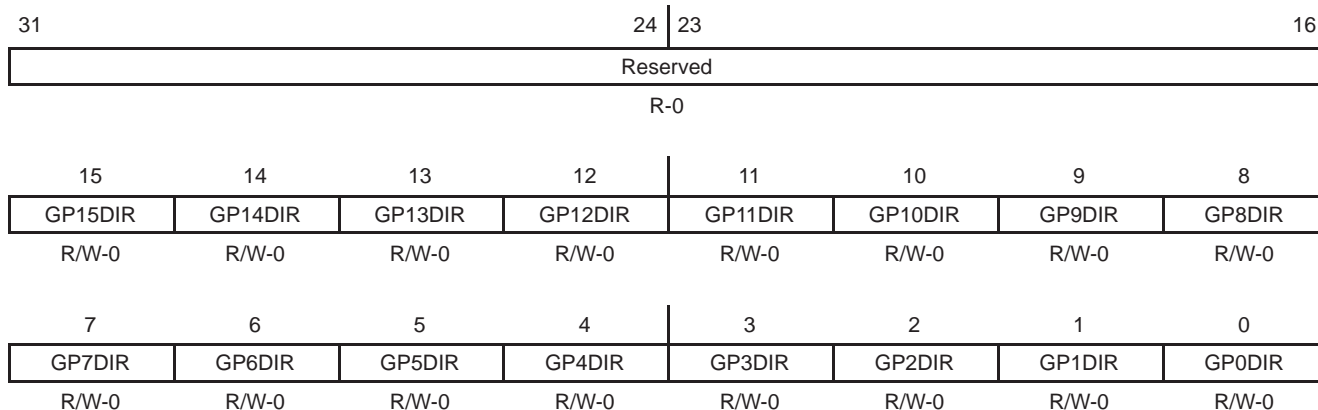 31 24 23 16
Reserved
R-0
15 14 13 12 11 10 9 8
GP15DIR GP14DIR GP13DIR GP12DIR GP11DIR GP10DIR GP9DIR GP8DIR
R/W-0 R/W-0 R/W-0 R/W-0 R/W-0 R/W-0 R/W-0 R/W-0
7 6 5 4 3 2 1 0
GP7DIR GP6DIR GP5DIR GP4DIR GP3DIR GP2DIR GP1DIR GP0DIR
R/W-0 R/W-0 R/W-0 R/W-0 R/W-0 R/W-0 R/W-0 R/W-0